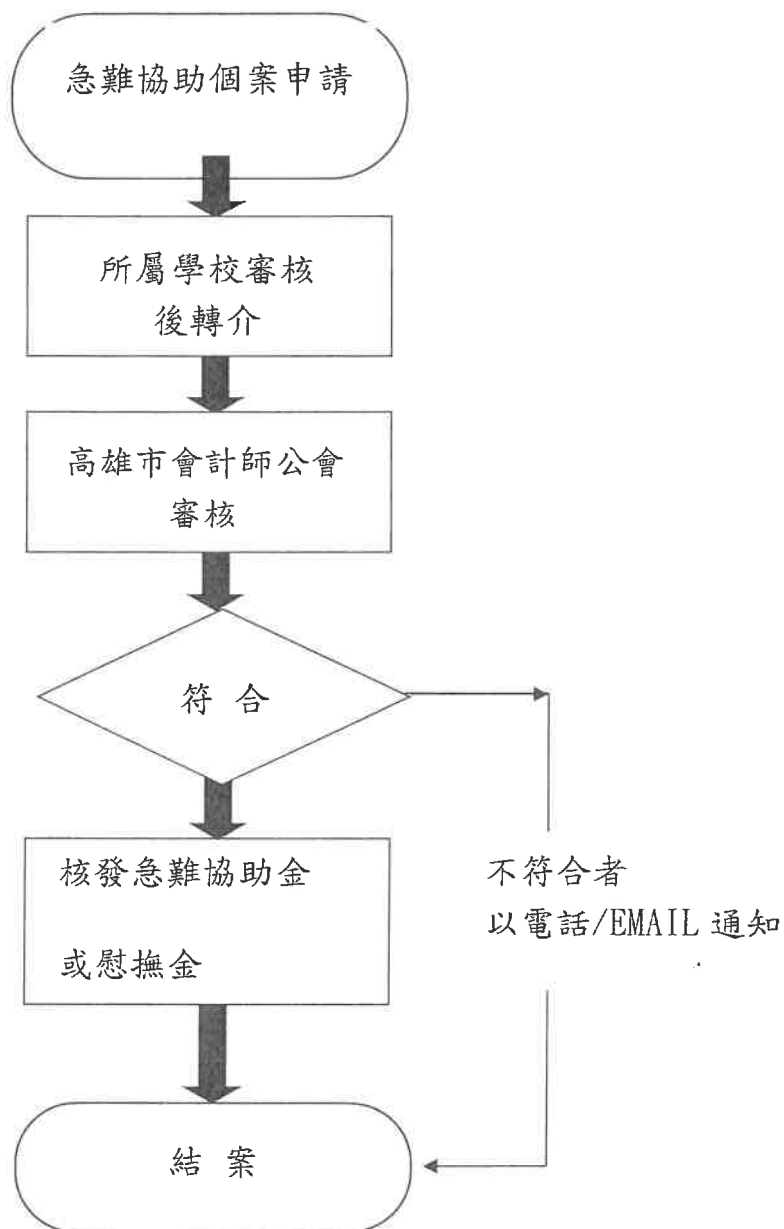 急難協助個案申請
所屬學校審核
後轉介
高雄市會計師公會
審核
符 合
核發急難協助金
或慰撫金
不符合者
以電話/EMAIL 通知
結 案